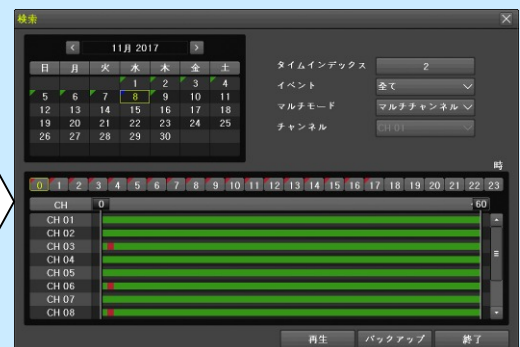 検索
11月 2017
日 月 火 水 木 金 土
1 2 3 4
5 6 7 8 9 10 11
12 13 14 15 16 17 18
19 20 21 22 23 24 25
26 27 28 29 30
タイムインデックス 2
イベント 全て
マルチモード マルチチャンネル
チャンネル CH 01
時
0 1 2 3 4 5 6 7 8 9 10 11 12 13 14 15 16 17 18 19 20 21 22 23
CH 0 60
CH 01
CH 02
CH 03
CH 04
CH 05
CH 06
CH 07
CH 08
再生 バックアップ 終了